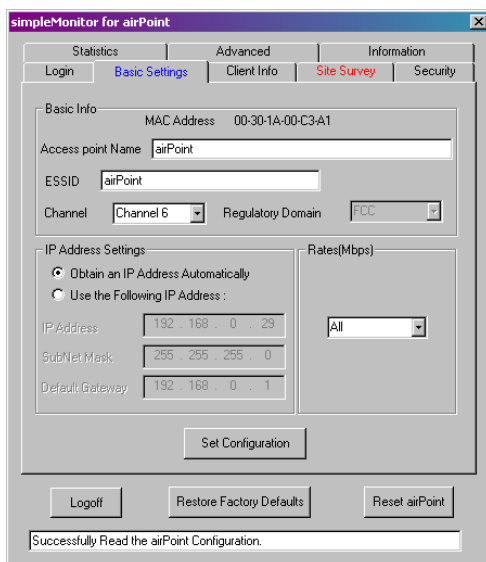 simpleMonitor for airPoint
Statistics Advanced Information
Login Basic Settings Client Info Site Survey Security
Basic Info
MAC Address 00-30-1A-00-C3-A1
Access point Name airPoint
ESSID airPoint
Channel Channel 6 Regulatory Domain FCC
IP Address Settings Rates(Mbps)
Obtain an IP Address Automatically
Use the Following IP Address :
IP Address 192 . 168 . 0 . 29 All
SubNet Mask 255 . 255 . 255 . 0
Default Gateway 192 . 168 . 0 . 1
Set Configuration
Logoff Restore Factory Defaults Reset airPoint
Successfully Read the airPoint Configuration.